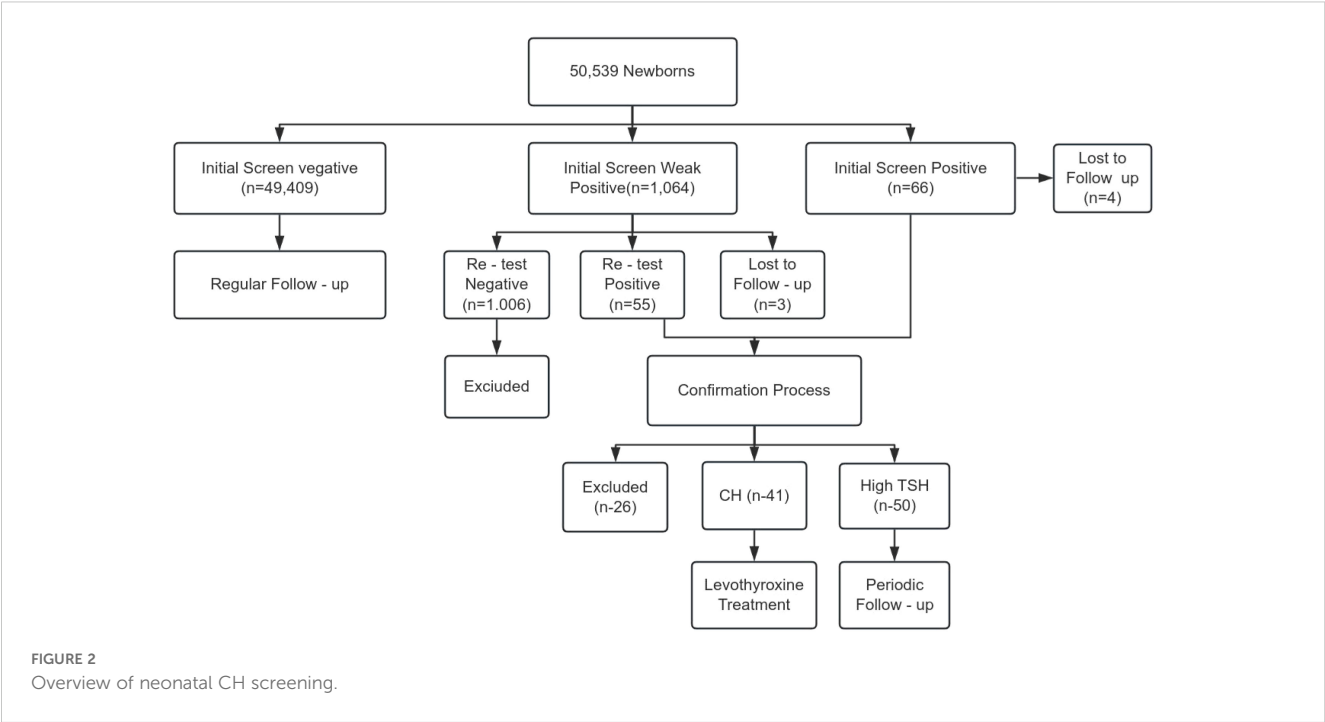 50,539 Newborns
Initial Screen vegative
(n=49,409)
Initial Screen Weak
Positive(n=1,064)
Initial Screen Positive
(n=66)
Lost to
Follow up
(n=4)
Regular Follow - up
Re - test
Negative
(n=1.006)
Re - test
Positive
(n=55)
Lost to
Follow - up
(n=3)
Exciuded
Confirmation Process
Excluded
(n-26)
CH (n-41)
High TSH
(n-50)
Levothyroxine
Treatment
Periodic
Follow - up
FIGURE 2
Overview of neonatal CH screening.